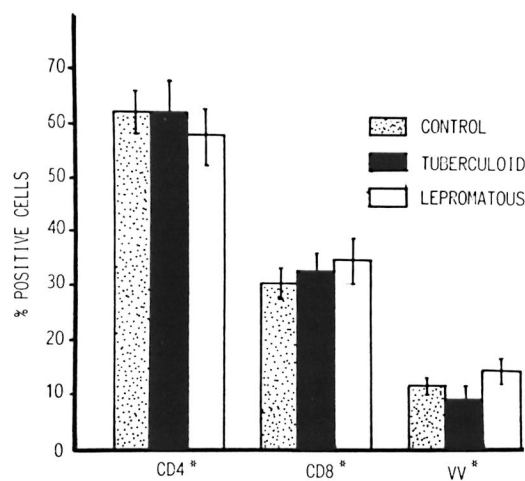 % POSITIVE CELLS
70
60
50
40
30
20
10
0
CONTROL
TUBERCULOID
LEPROMATOUS
CD4*
CD8*
VV*